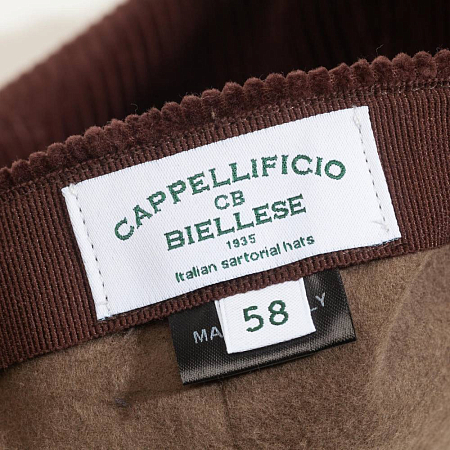 CAPPELLIFICIO
CB
BIELLESE
1935
Italian sartorial hats
58